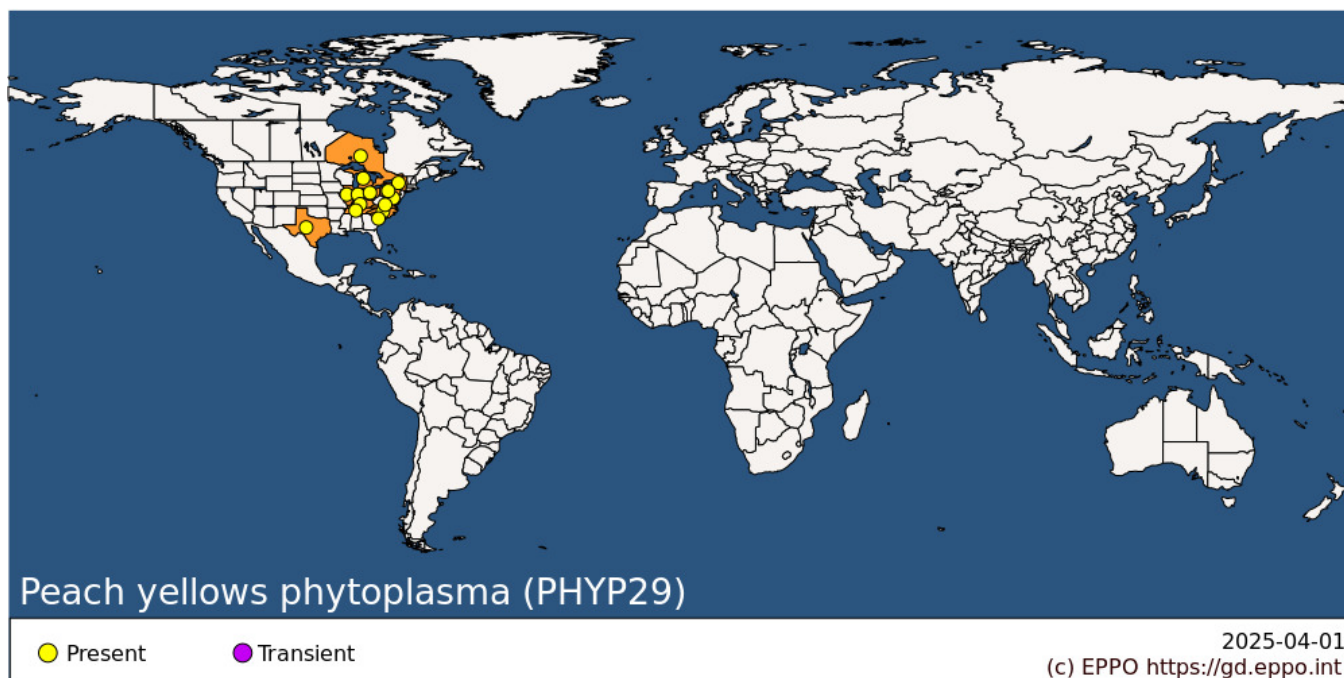 Peach yellows phytoplasma (PHYP29)
Present
Transient
2025-04-01
(c) EPPO https://gd.eppo.int